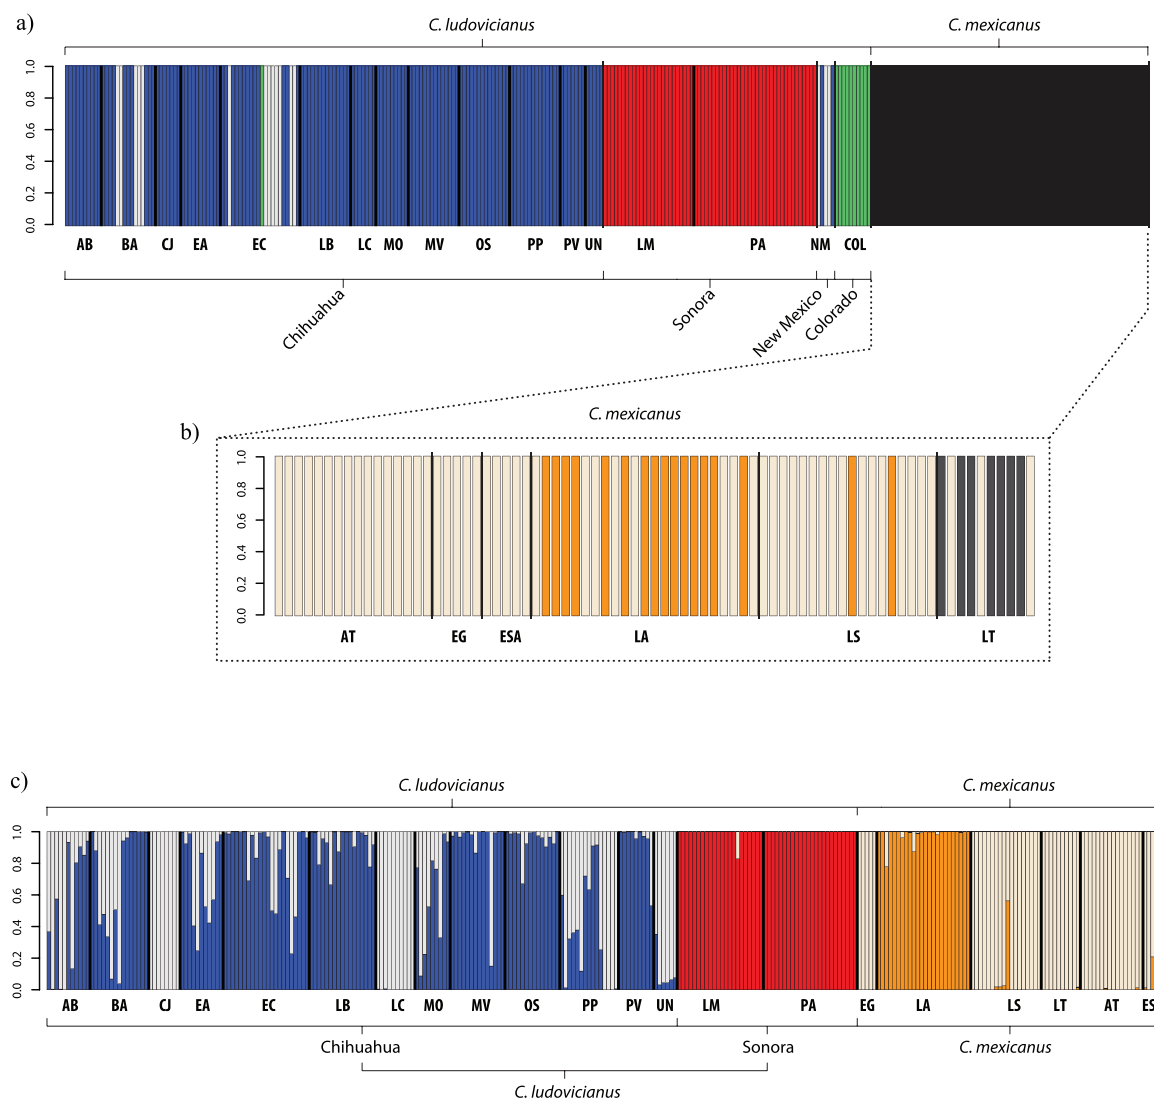 a)
C. ludovicianus
C. mexicanus
1.0
0.8
0.6
0.4
0.2
0.0
AB BA CJ EA EC LB LC MO MV OS PP PV UN LM PA NM COL
Chihuahua
Sonora
New Mexico
Colorado
C. mexicanus
b)
1.0
0.8
0.6
0.4
0.2
0.0
AT EG ESA LA LS LT
c)
C. ludovicianus
C. mexicanus
1.0
0.8
0.6
0.4
0.2
0.0
AB BA CJ EA EC LB LC MO MV OS PP PV UN LM PA EG LA LS LT AT ES
Chihuahua
Sonora
C. mexicanus
C. ludovicianus